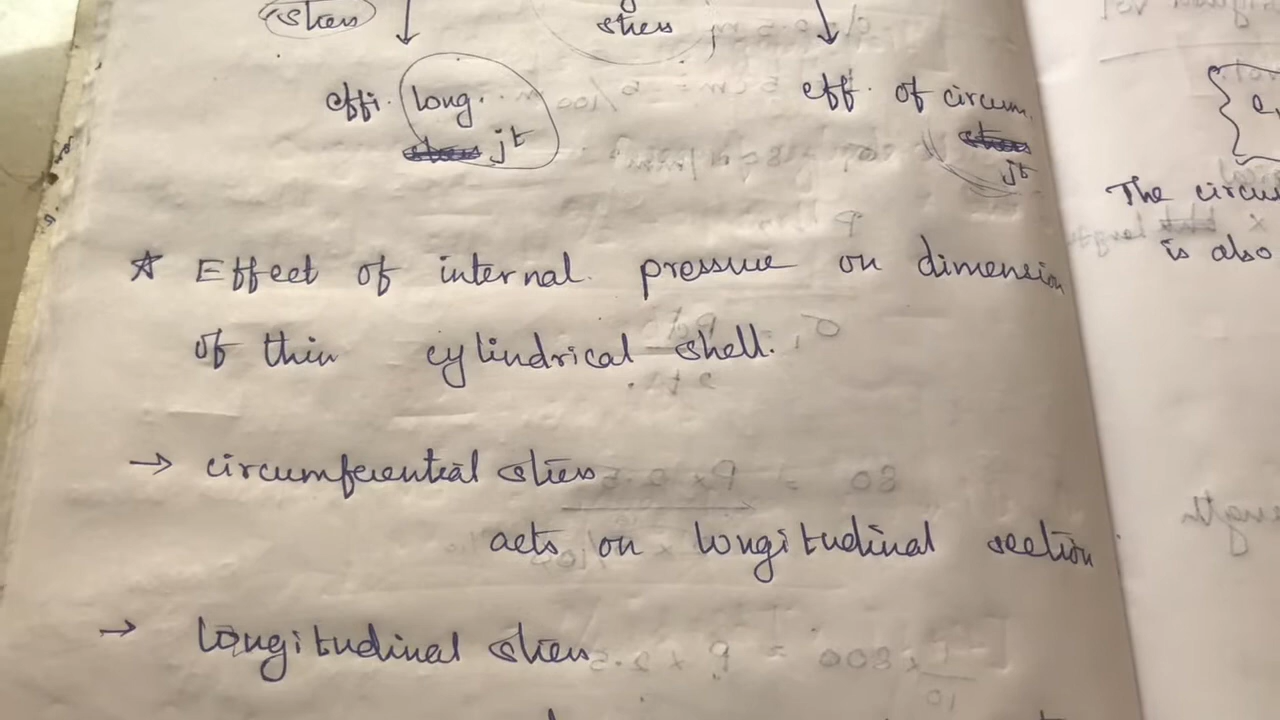 stress stress
effi. long. eff. of circum.
jt jt
☆ Effect of internal pressure on dimension
of thin cylindrical shell.
→ circumferential stress
acts on longitudinal section
→ longitudinal stress
The circu
is also